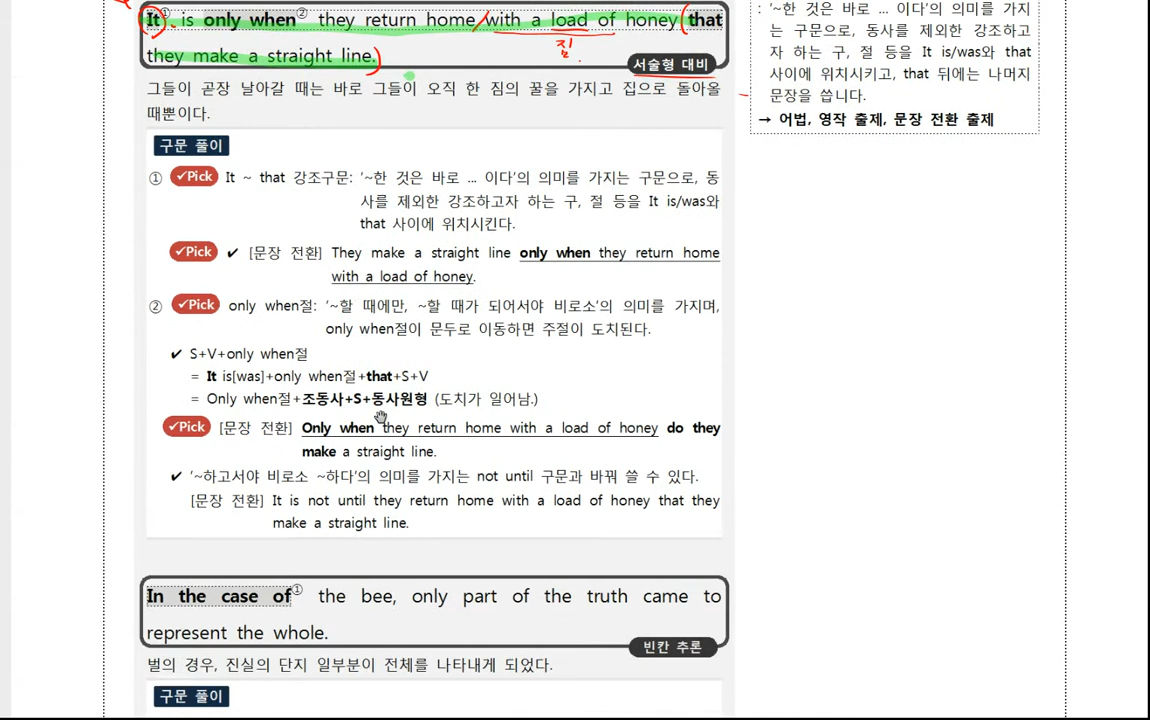 It① is only when② they return home with a load of honey that
they make a straight line.
짐
서술형 대비
그들이 곧장 날아갈 때는 바로 그들이 오직 한 짐의 꿀을 가지고 집으로 돌아올
때뿐이다.
구문 풀이
① ✓Pick It ~ that 강조구문: '~한 것은 바로 ... 이다'의 의미를 가지는 구문으로, 동
사를 제외한 강조하고자 하는 구, 절 등을 It is/was와
that 사이에 위치시킨다.
✓Pick ✔ [문장 전환] They make a straight line only when they return home
with a load of honey.
② ✓Pick only when절: '~할 때에만, ~할 때가 되어서야 비로소'의 의미를 가지며,
only when절이 문두로 이동하면 주절이 도치된다.
✔ S+V+only when절
= It is[was]+only when절+that+S+V
= Only when절+조동사+S+동사원형 (도치가 일어남.)
✓Pick [문장 전환] Only when they return home with a load of honey do they
make a straight line.
✔ '~하고서야 비로소 ~하다'의 의미를 가지는 not until 구문과 바꿔 쓸 수 있다.
[문장 전환] It is not until they return home with a load of honey that they
make a straight line.
In the case of① the bee, only part of the truth came to
represent the whole.
빈칸 추론
벌의 경우, 진실의 단지 일부분이 전체를 나타내게 되었다.
구문 풀이
: '~한 것은 바로 ... 이다'의 의미를 가지
는 구문으로, 동사를 제외한 강조하고
자 하는 구, 절 등을 It is/was와 that
사이에 위치시키고, that 뒤에는 나머지
문장을 씁니다.
→ 어법, 영작 출제, 문장 전환 출제